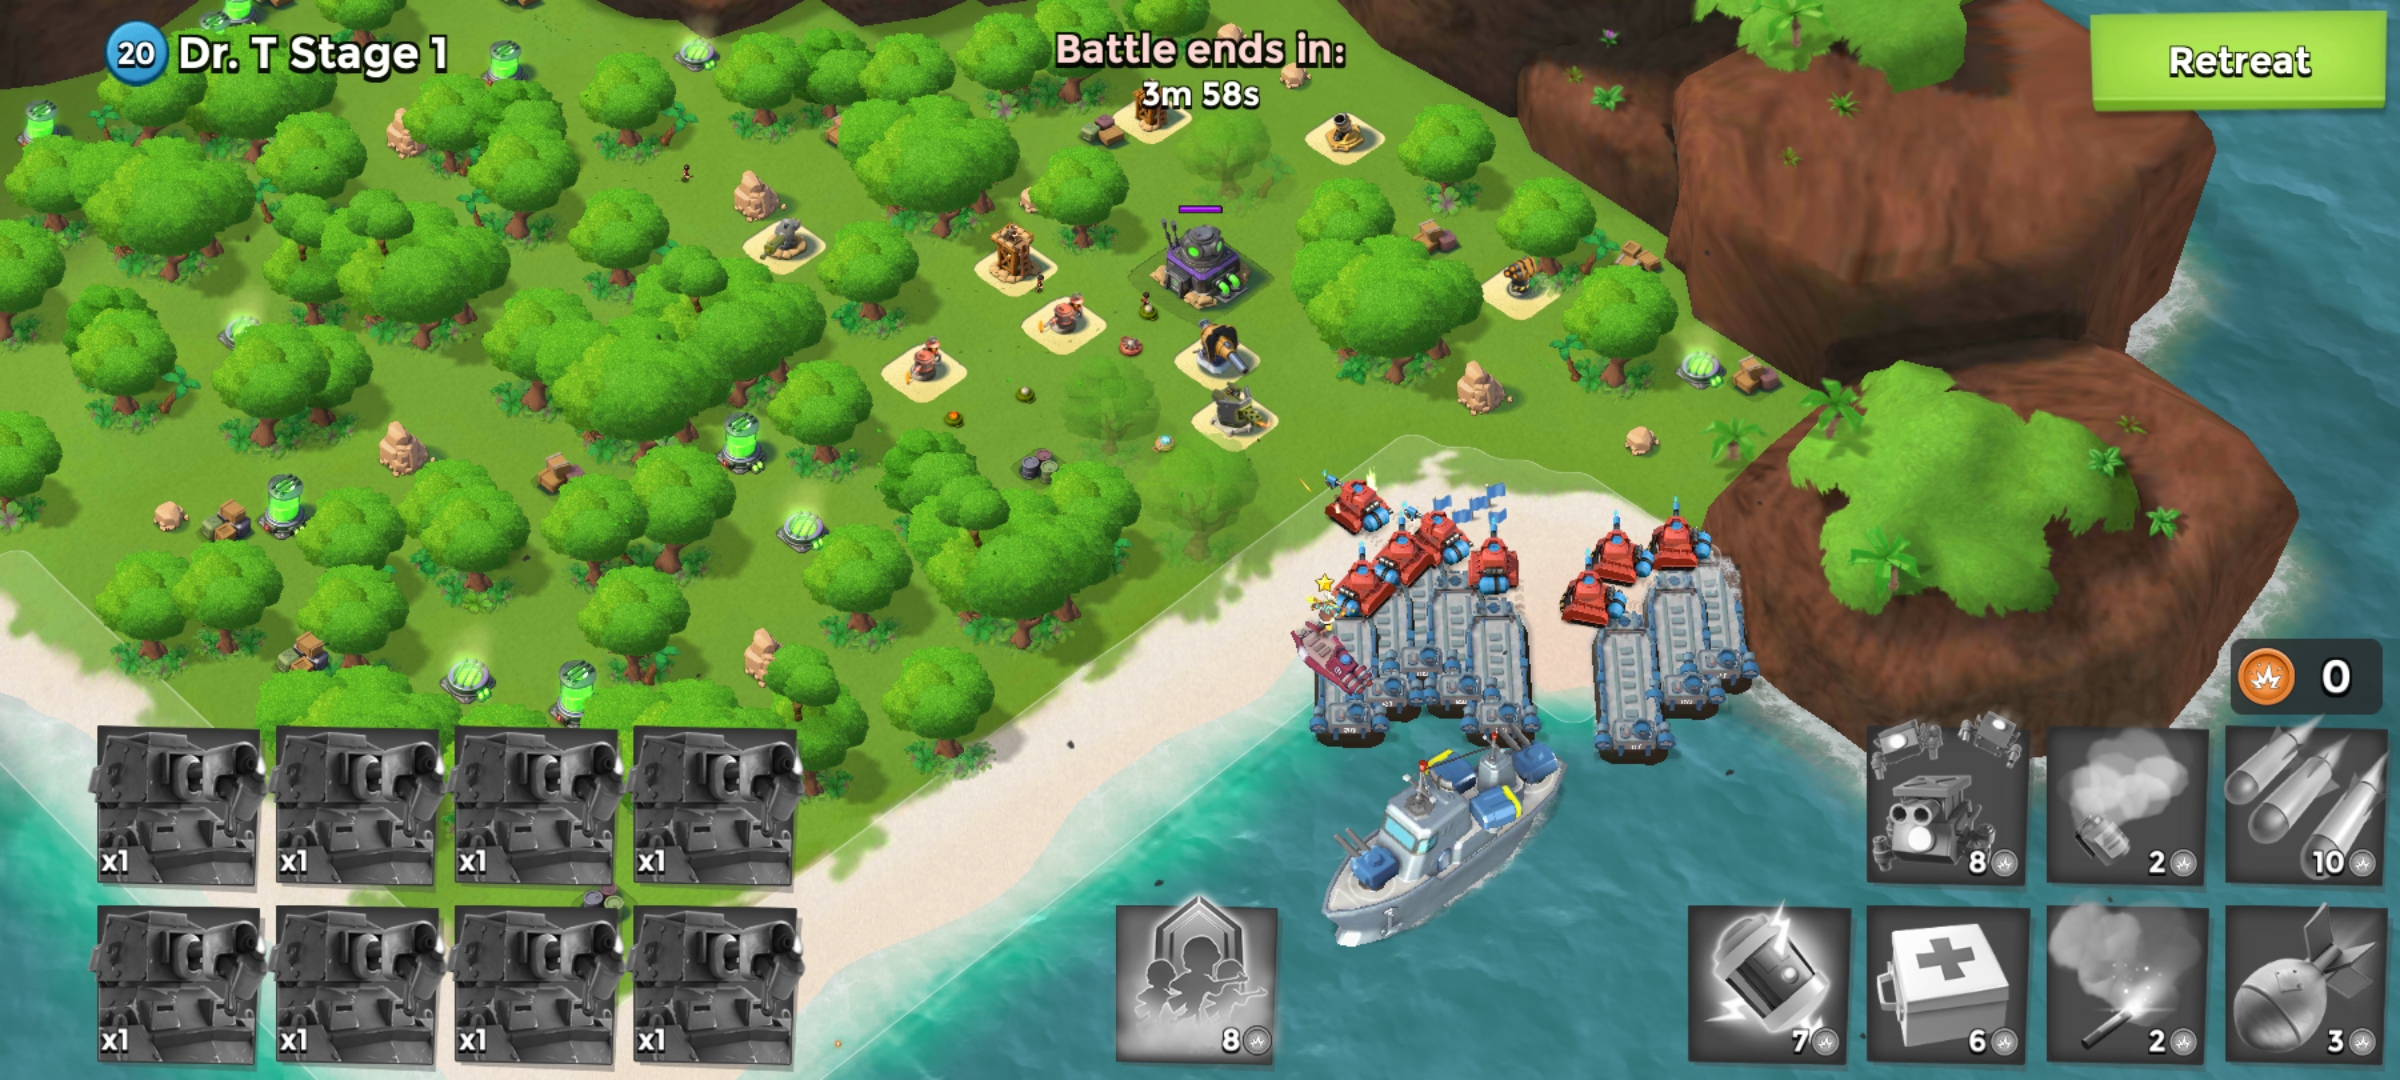 20 Dr. T Stage 1
Battle ends in:
3m 58s
Retreat
0
x1 x1 x1 x1
8 2 10
x1 x1 x1 x1
8
7 6 2 3